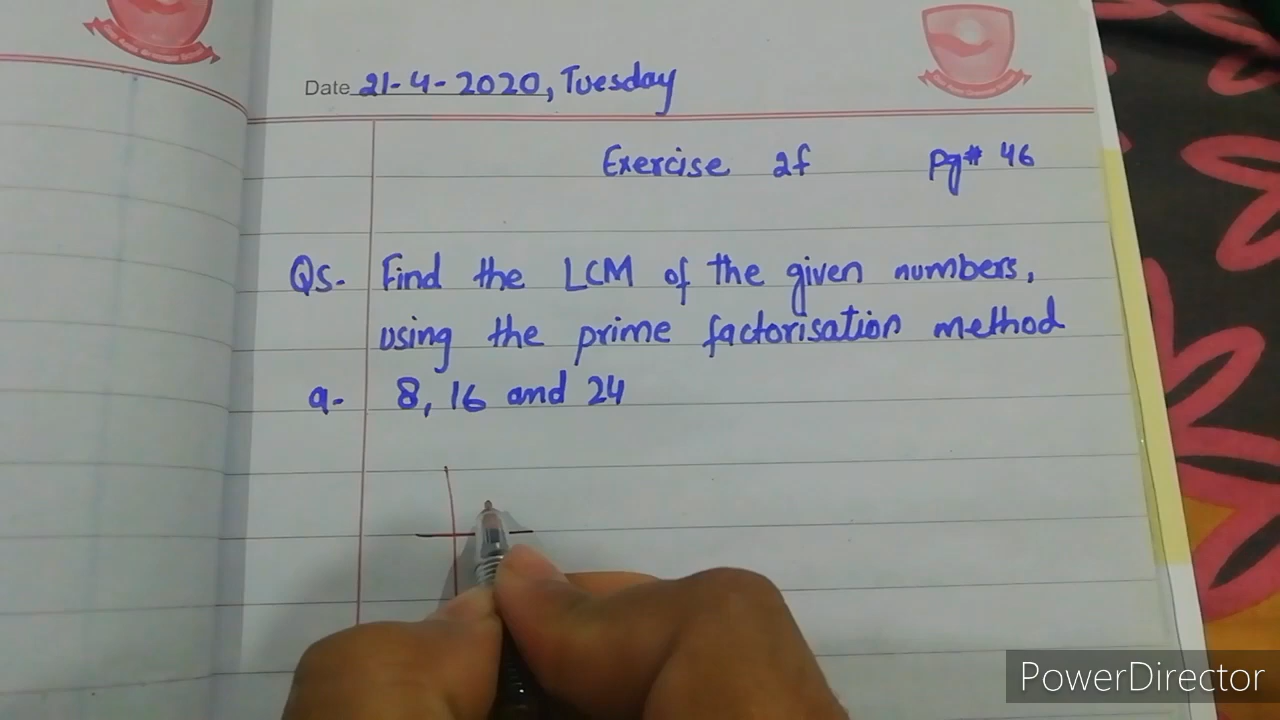 Date 21-4-2020, Tuesday
Exercise 2f pg# 46
Qs. Find the LCM of the given numbers,
using the prime factorisation method
a. 8, 16 and 24
PowerDirector